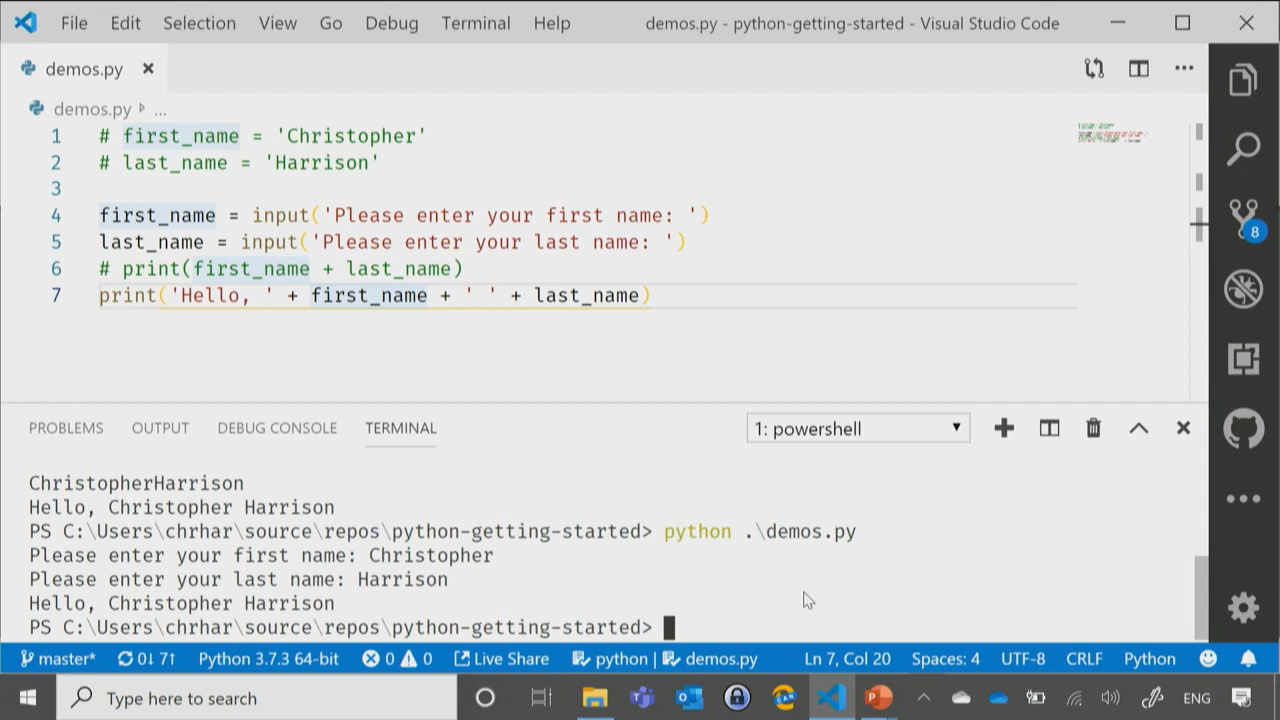 File Edit Selection View Go Debug Terminal Help demos.py - python-getting-started - Visual Studio Code
demos.py
demos.py ...
1 # first_name = 'Christopher'
2 # last_name = 'Harrison'
3
4 first_name = input('Please enter your first name: ')
5 last_name = input('Please enter your last name: ')
6 # print(first_name + last_name)
7 print('Hello, ' + first_name + ' ' + last_name)
8
PROBLEMS OUTPUT DEBUG CONSOLE TERMINAL 1: powershell
ChristopherHarrison
Hello, Christopher Harrison
PS C:\Users\chrhar\source\repos\python-getting-started> python .\demos.py
Please enter your first name: Christopher
Please enter your last name: Harrison
Hello, Christopher Harrison
PS C:\Users\chrhar\source\repos\python-getting-started>
master* 0↓ 7↑ Python 3.7.3 64-bit 0 0 Live Share python | demos.py Ln 7, Col 20 Spaces: 4 UTF-8 CRLF Python
Type here to search ENG